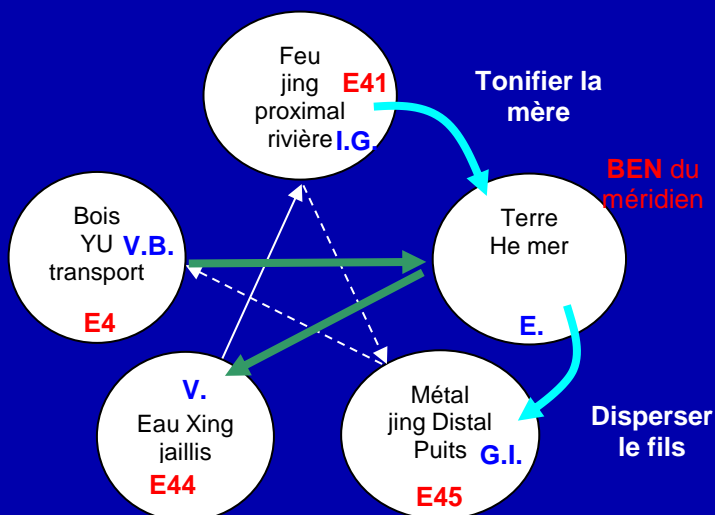 Feu
jing E41
proximal
rivière I.G.
Tonifier la
mère
BEN du
méridien
Bois
YU V.B.
transport
E4
Terre
He mer
E.
V.
Eau Xing
jaillis
E44
Métal
jing Distal
Puits G.I.
E45
Disperser
le fils